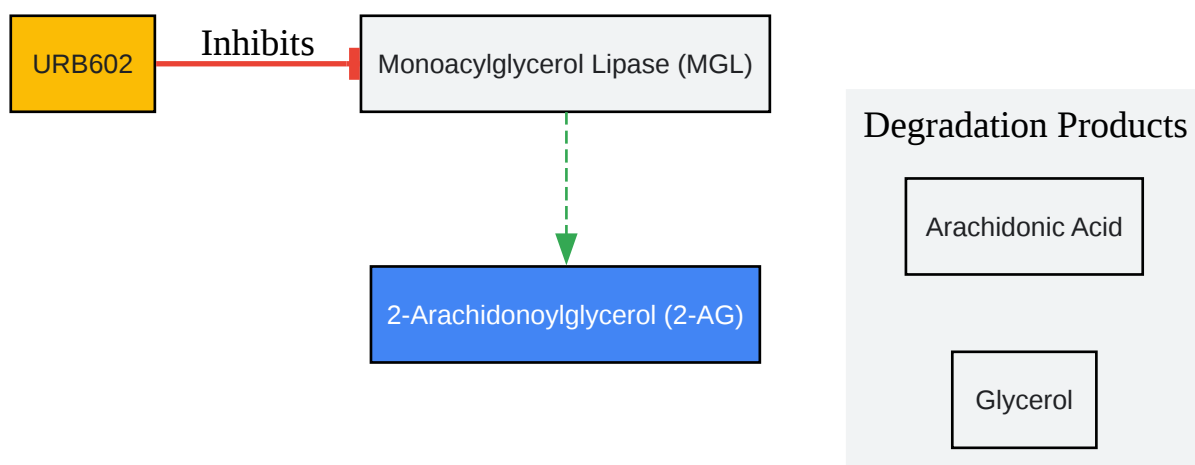 URB602
Inhibits
Monoacylglycerol Lipase (MGL)
2-Arachidonoylglycerol (2-AG)
Degradation Products
Arachidonic Acid
Glycerol